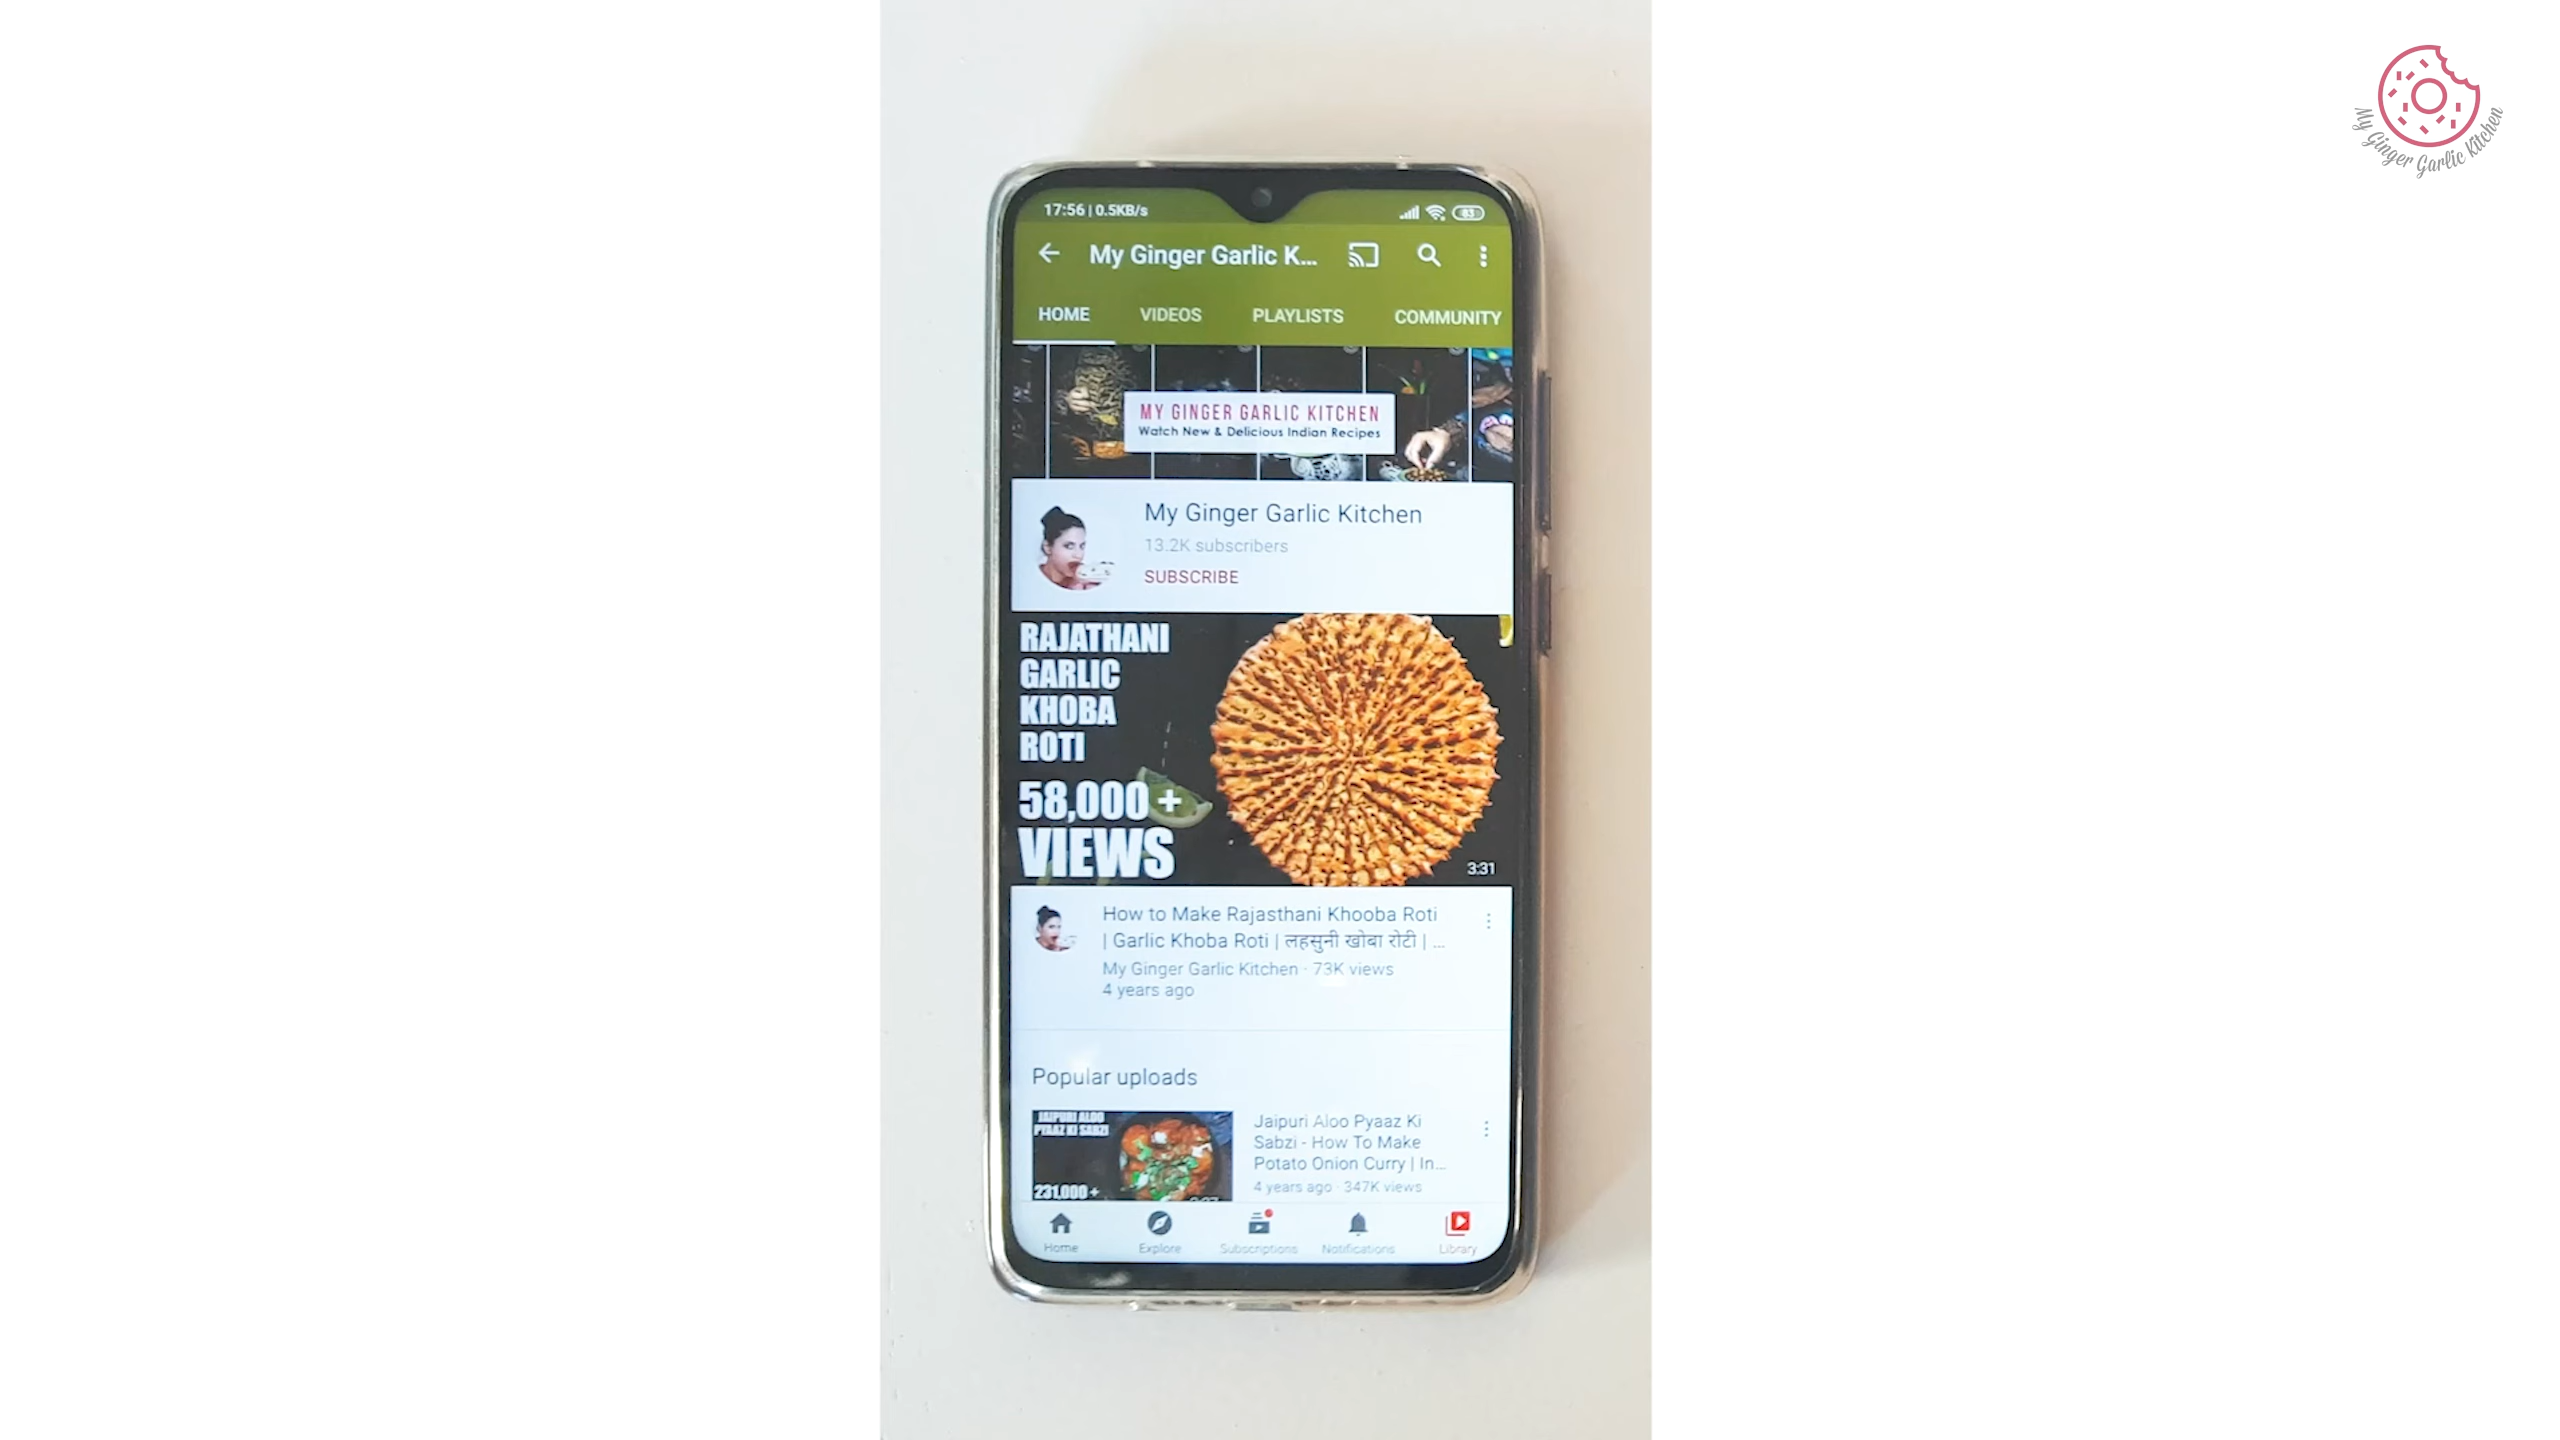 My Ginger Garlic Kitchen
17:56 | 0.5KB/s
83
My Ginger Garlic K...
HOME VIDEOS PLAYLISTS COMMUNITY
MY GINGER GARLIC KITCHEN
Watch New & Delicious Indian Recipes
My Ginger Garlic Kitchen
13.2K subscribers
SUBSCRIBE
RAJATHANI
GARLIC
KHOBA
ROTI
58,000 +
VIEWS
3:31
How to Make Rajasthani Khooba Roti
| Garlic Khoba Roti | लहसुनी खोबा रोटी | ...
My Ginger Garlic Kitchen · 73K views
4 years ago
Popular uploads
JAIPURI ALOO
PYAAZ KI SABZI
231,000 +
Jaipuri Aloo Pyaaz Ki
Sabzi - How To Make
Potato Onion Curry | In...
4 years ago · 347K views
Home Explore Subscriptions Notifications Library